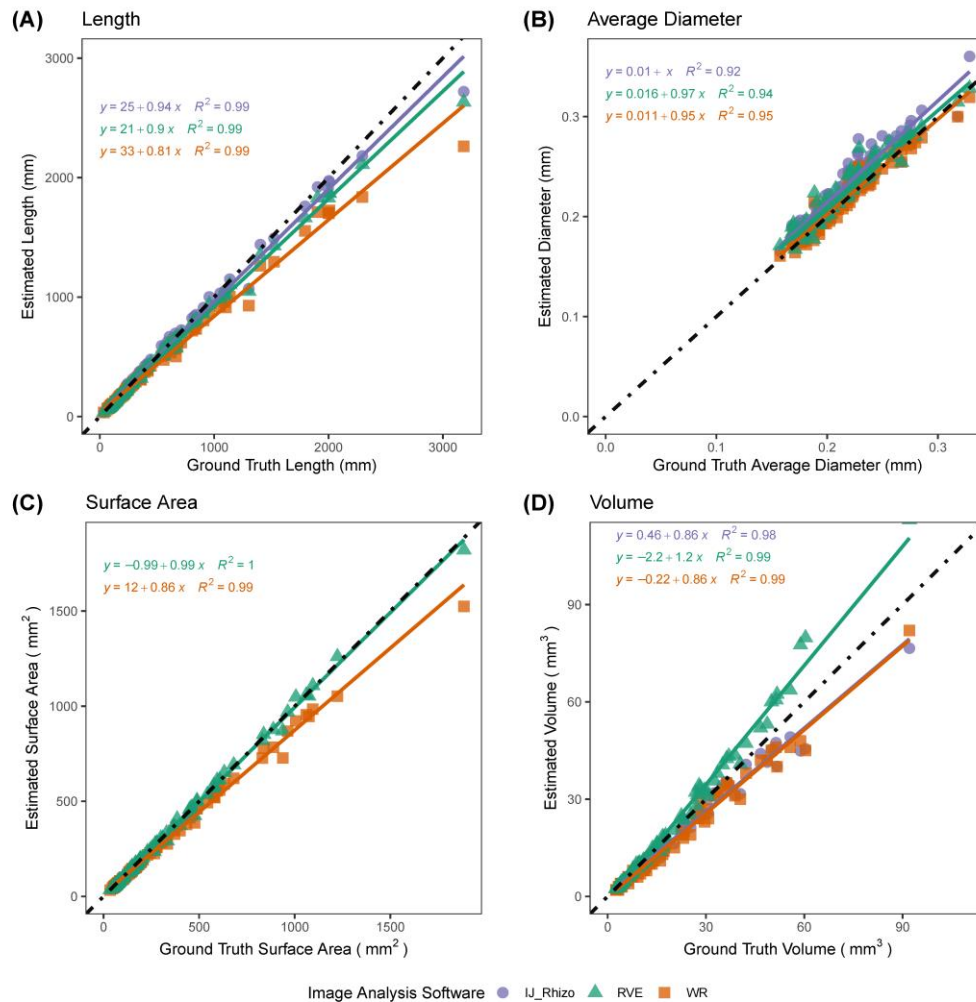 (A) Length
3000
2000
1000
0
0 1000 2000 3000
Estimated Length (mm)
Ground Truth Length (mm)
y = 25 + 0.94 x R² = 0.99
y = 21 + 0.9 x R² = 0.99
y = 33 + 0.81 x R² = 0.99
(B) Average Diameter
0.3
0.2
0.1
0.0
0.0 0.1 0.2 0.3
Estimated Diameter (mm)
Ground Truth Average Diameter (mm)
y = 0.01 + x R² = 0.92
y = 0.016 + 0.97 x R² = 0.94
y = 0.011 + 0.95 x R² = 0.95
(C) Surface Area
1500
1000
500
0
0 500 1000 1500
Estimated Surface Area ( mm²)
Ground Truth Surface Area ( mm²)
y = −0.99 + 0.99 x R² = 1
y = 12 + 0.86 x R² = 0.99
(D) Volume
90
60
30
0
0 30 60 90
Estimated Volume ( mm³)
Ground Truth Volume ( mm³)
y = 0.46 + 0.86 x R² = 0.98
y = −2.2 + 1.2 x R² = 0.99
y = −0.22 + 0.86 x R² = 0.99
Image Analysis Software IJ_Rhizo RVE WR